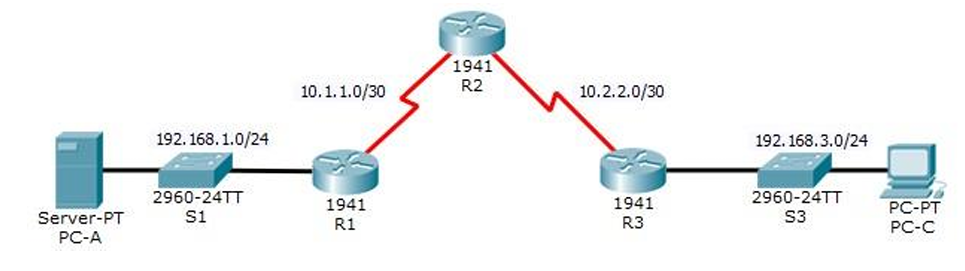 1941
R2
10.1.1.0/30
10.2.2.0/30
192.168.1.0/24
192.168.3.0/24
Server-PT
PC-A
2960-24TT
S1
1941
R1
1941
R3
2960-24TT
S3
PC-PT
PC-C